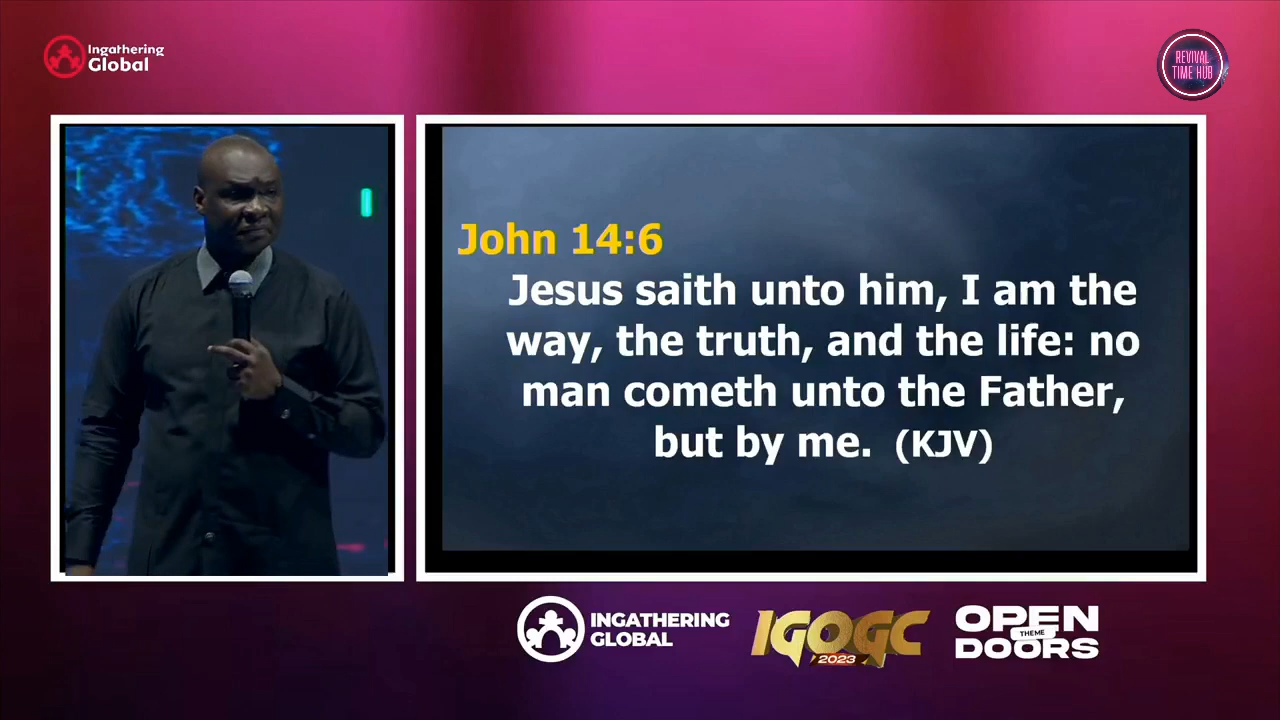 Ingathering
Global
REVIVAL
TIME HUB
John 14:6
Jesus saith unto him, I am the
way, the truth, and the life: no
man cometh unto the Father,
but by me. (KJV)
INGATHERING
GLOBAL
IGOGC
2023
OPEN
THEME
DOORS